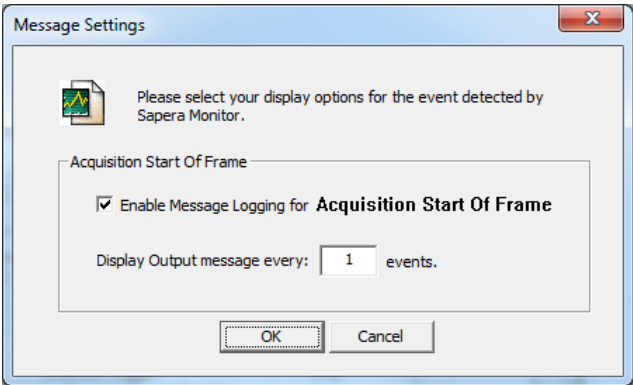 Message Settings
Please select your display options for the event detected by
Sapera Monitor.
Acquisition Start Of Frame
Enable Message Logging for Acquisition Start Of Frame
Display Output message every: 1 events.
OK Cancel